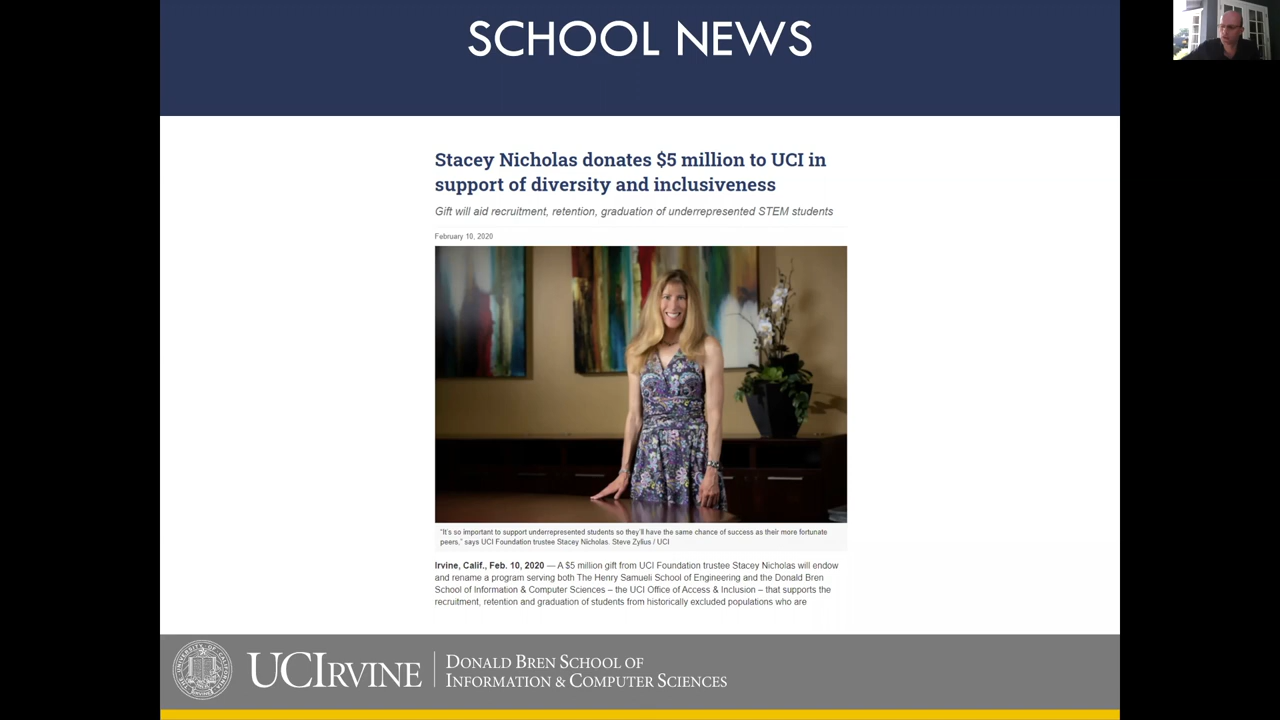 SCHOOL NEWS
Stacey Nicholas donates $5 million to UCI in
support of diversity and inclusiveness
Gift will aid recruitment, retention, graduation of underrepresented STEM students
February 10, 2020
"It's so important to support underrepresented students so they'll have the same chance of success as their more fortunate
peers," says UCI Foundation trustee Stacey Nicholas. Steve Zylius / UCI
Irvine, Calif., Feb. 10, 2020 — A $5 million gift from UCI Foundation trustee Stacey Nicholas will endow
and rename a program serving both The Henry Samueli School of Engineering and the Donald Bren
School of Information & Computer Sciences – the UCI Office of Access & Inclusion – that supports the
recruitment, retention and graduation of students from historically excluded populations who are
UCIRVINE
DONALD BREN SCHOOL OF
INFORMATION & COMPUTER SCIENCES